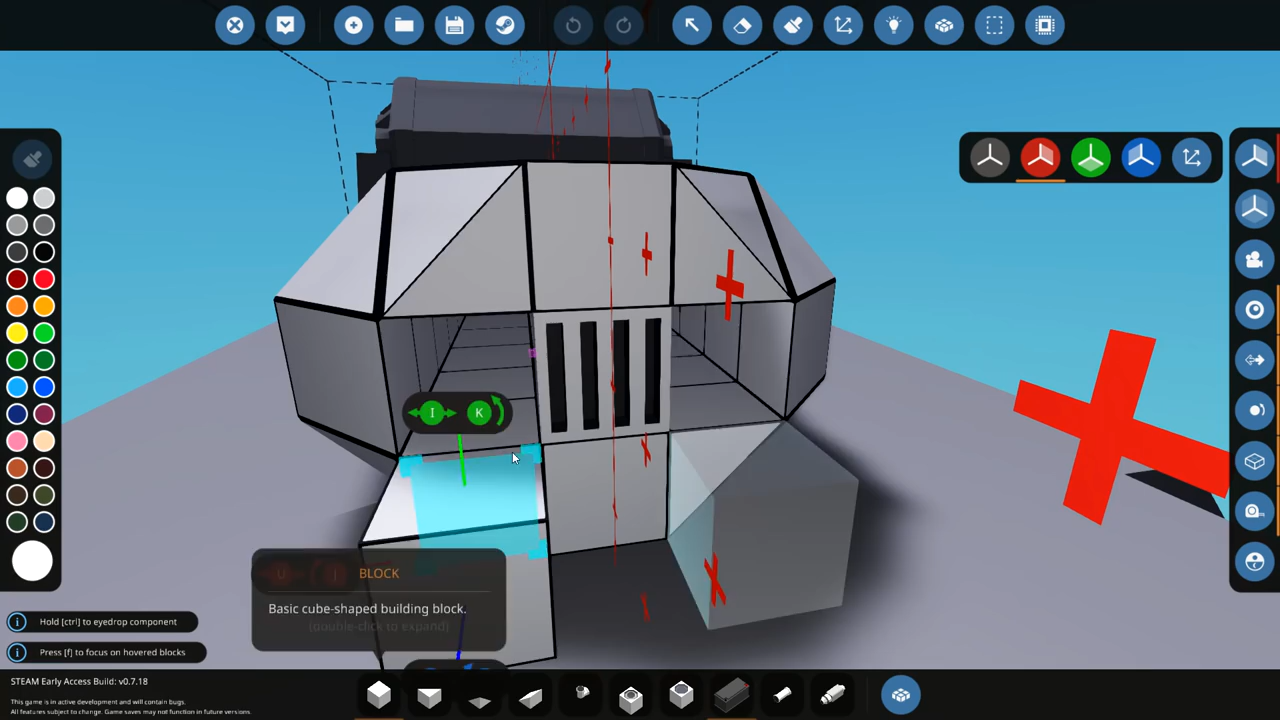 I
K
BLOCK
Basic cube-shaped building block.
(double-click to expand)
Hold [ctrl] to eyedrop component
Press [f] to focus on hovered blocks
STEAM Early Access Build: v0.7.18
This game is in active development and will contain bugs.
All features subject to change. Game saves may not function in future versions.